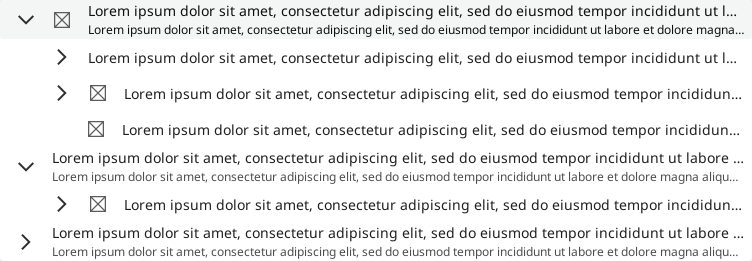 Lorem ipsum dolor sit amet, consectetur adipiscing elit, sed do eiusmod tempor incididunt ut l…
Lorem ipsum dolor sit amet, consectetur adipiscing elit, sed do eiusmod tempor incididunt ut labore et dolore magna…
Lorem ipsum dolor sit amet, consectetur adipiscing elit, sed do eiusmod tempor incididunt ut l…
Lorem ipsum dolor sit amet, consectetur adipiscing elit, sed do eiusmod tempor incididun…
Lorem ipsum dolor sit amet, consectetur adipiscing elit, sed do eiusmod tempor incididun…
Lorem ipsum dolor sit amet, consectetur adipiscing elit, sed do eiusmod tempor incididunt ut labore …
Lorem ipsum dolor sit amet, consectetur adipiscing elit, sed do eiusmod tempor incididunt ut labore et dolore magna aliqu…
Lorem ipsum dolor sit amet, consectetur adipiscing elit, sed do eiusmod tempor incididun…
Lorem ipsum dolor sit amet, consectetur adipiscing elit, sed do eiusmod tempor incididunt ut labore …
Lorem ipsum dolor sit amet, consectetur adipiscing elit, sed do eiusmod tempor incididunt ut labore et dolore magna aliqu…